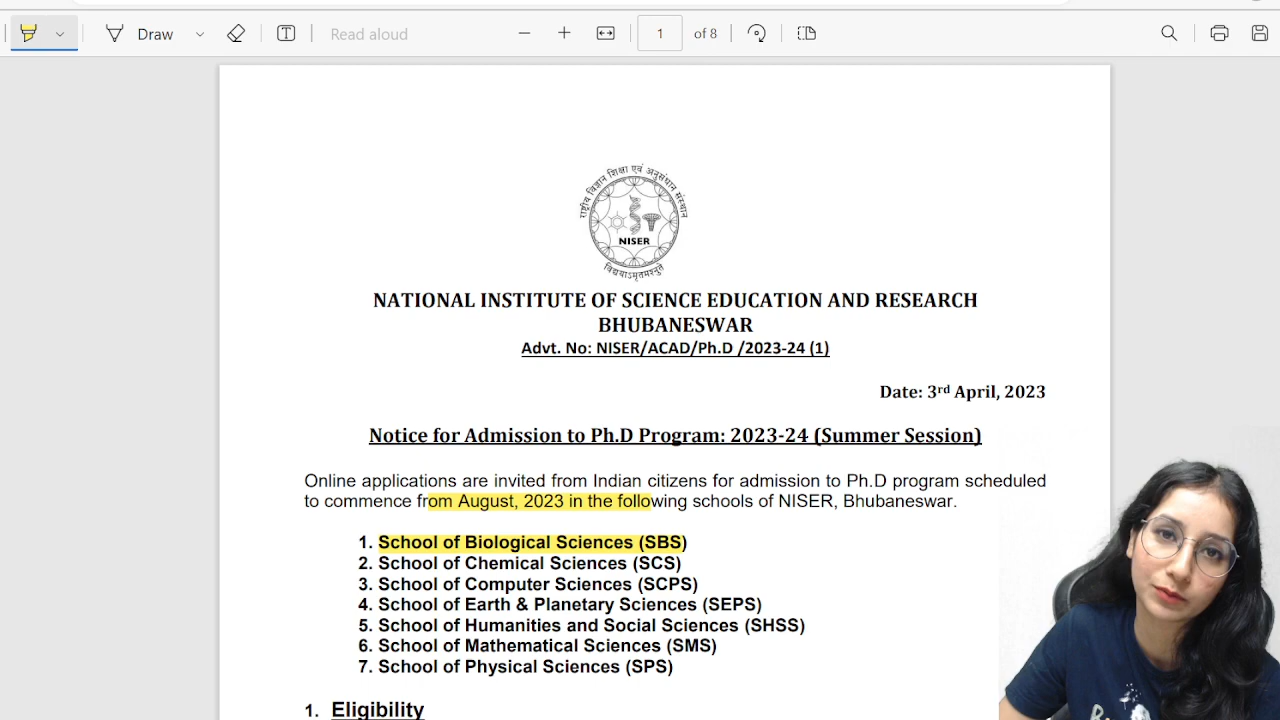 Draw
Read aloud
1 of 8
राष्ट्रीय विज्ञान शिक्षा एवं अनुसंधान संस्थान
NISER
विद्ययाऽमृतमश्नुते
NATIONAL INSTITUTE OF SCIENCE EDUCATION AND RESEARCH
BHUBANESWAR
Advt. No: NISER/ACAD/Ph.D /2023-24 (1)
Date: 3rd April, 2023
Notice for Admission to Ph.D Program: 2023-24 (Summer Session)
Online applications are invited from Indian citizens for admission to Ph.D program scheduled
to commence from August, 2023 in the following schools of NISER, Bhubaneswar.
1. School of Biological Sciences (SBS)
2. School of Chemical Sciences (SCS)
3. School of Computer Sciences (SCPS)
4. School of Earth & Planetary Sciences (SEPS)
5. School of Humanities and Social Sciences (SHSS)
6. School of Mathematical Sciences (SMS)
7. School of Physical Sciences (SPS)
1. Eligibility